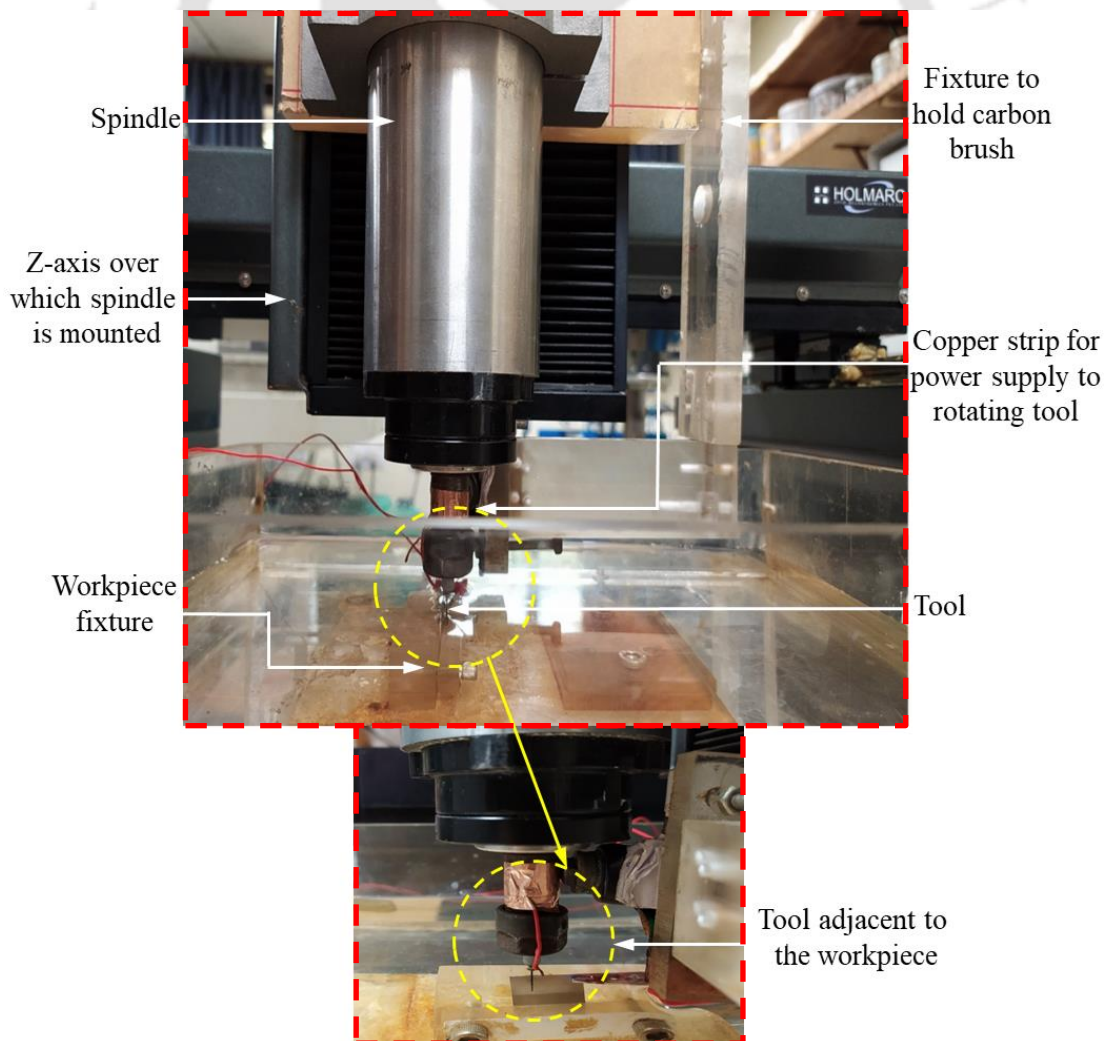 Spindle
Fixture to
hold carbon
brush
HOLMARC
Z-axis over
which spindle
is mounted
Copper strip for
power supply to
rotating tool
Workpiece
fixture
Tool
Tool adjacent to
the workpiece